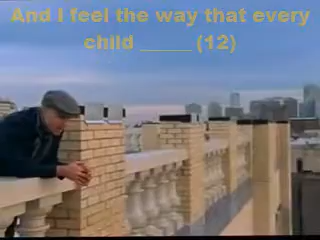 And I feel the way that every
child _____ (12)